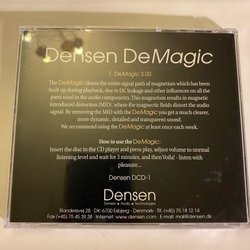 Densen DeMagic
1. DeMagic 3.00
The DeMagic cleans the entire signal path of magnetism which has been
built up during playback, due to DC leakage and other influences on all the
parts used in the audio components. This magnetism results in magnetic
introduced distortion (MID), where the magnetic fields distort the audio
signal. By removing the MID with the DeMagic you get a much clearer,
more dynamic, detailed and transparent sound.
We recommend using the DeMagic at least once each week.
How to use the DeMagic:
Insert the disc in the CD player and press play, adjust volume to normal
listening level and wait for 3 minutes, and then Voila! - listen with
pleasure...
Densen DCD-1
Densen
Densen & Audio & Technologies
Randersvej 28 - DK 6700 Esbjerg - Denmark - Tlf (+45) 75 18 12 14
Fax (+45) 75 45 29 38 - Internet: www.densen.com - E-mail: mail@densen.dk